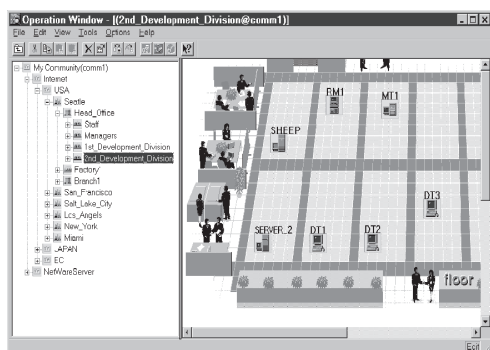 Operation Window - [(2nd_Development_Division@comm1)]
File Edit View Tools Options Help
My Community(comm1)
Internet
USA
Seattle
Head_Office
Staff
Managers
1st_Development_Division
2nd_Development_Division
Factory
Branch1
San_Francisco
Salt_Lake_City
Los_Angels
New_York
Miami
JAPAN
EC
NetWareServer
RM1
MT1
SHEEP
DT3
SERVER_2
DT1
DT2
floor
Edit